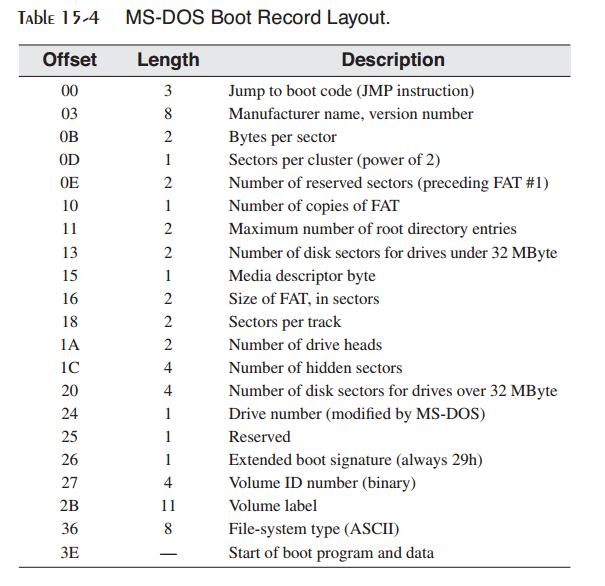 TABLE 15-4 MS-DOS Boot Record Layout.
Offset Length Description
00 3 Jump to boot code (JMP instruction)
03 8 Manufacturer name, version number
0B 2 Bytes per sector
0D 1 Sectors per cluster (power of 2)
0E 2 Number of reserved sectors (preceding FAT #1)
10 1 Number of copies of FAT
11 2 Maximum number of root directory entries
13 2 Number of disk sectors for drives under 32 MByte
15 1 Media descriptor byte
16 2 Size of FAT, in sectors
18 2 Sectors per track
1A 2 Number of drive heads
1C 4 Number of hidden sectors
20 4 Number of disk sectors for drives over 32 MByte
24 1 Drive number (modified by MS-DOS)
25 1 Reserved
26 1 Extended boot signature (always 29h)
27 4 Volume ID number (binary)
2B 11 Volume label
36 8 File-system type (ASCII)
3E — Start of boot program and data